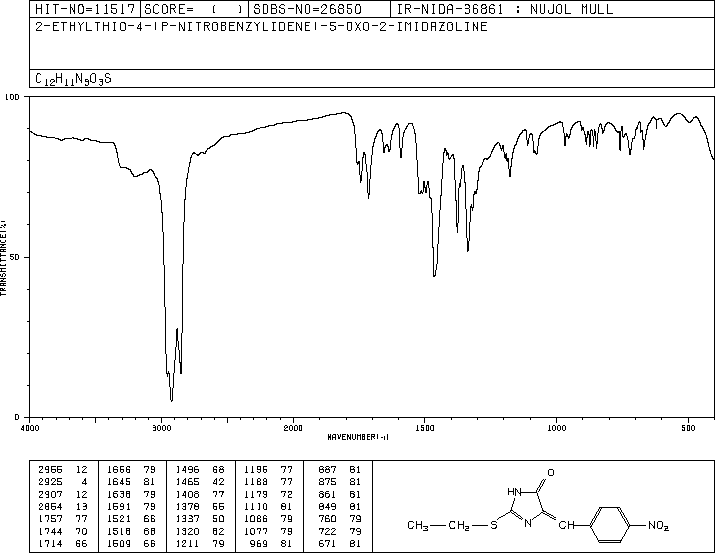 HIT-NO=11517 SCORE= ( ) SDBS-NO=26850 IR-NIDA-36861 : NUJOL MULL
2-ETHYLTHIO-4-(P-NITROBENZYLIDENE)-5-OXO-2-IMIDAZOLINE
C12H11N3O3S
100
50
0
TRANSMITTANCE(%)
4000 3000 2000 1500 1000 500
WAVENUMBER(-1)
2955 12 1656 79 1496 68 1195 77 887 81
2925 4 1645 81 1465 42 1188 77 875 81
2907 12 1638 79 1408 77 1179 72 861 81
2854 13 1591 79 1378 55 1110 81 849 81
1757 77 1521 66 1337 50 1086 79 760 79
1744 70 1518 68 1320 62 1077 79 722 79
1714 66 1509 66 1211 79 969 81 671 81
O
HN
CH3 CH2 S N CH NO2